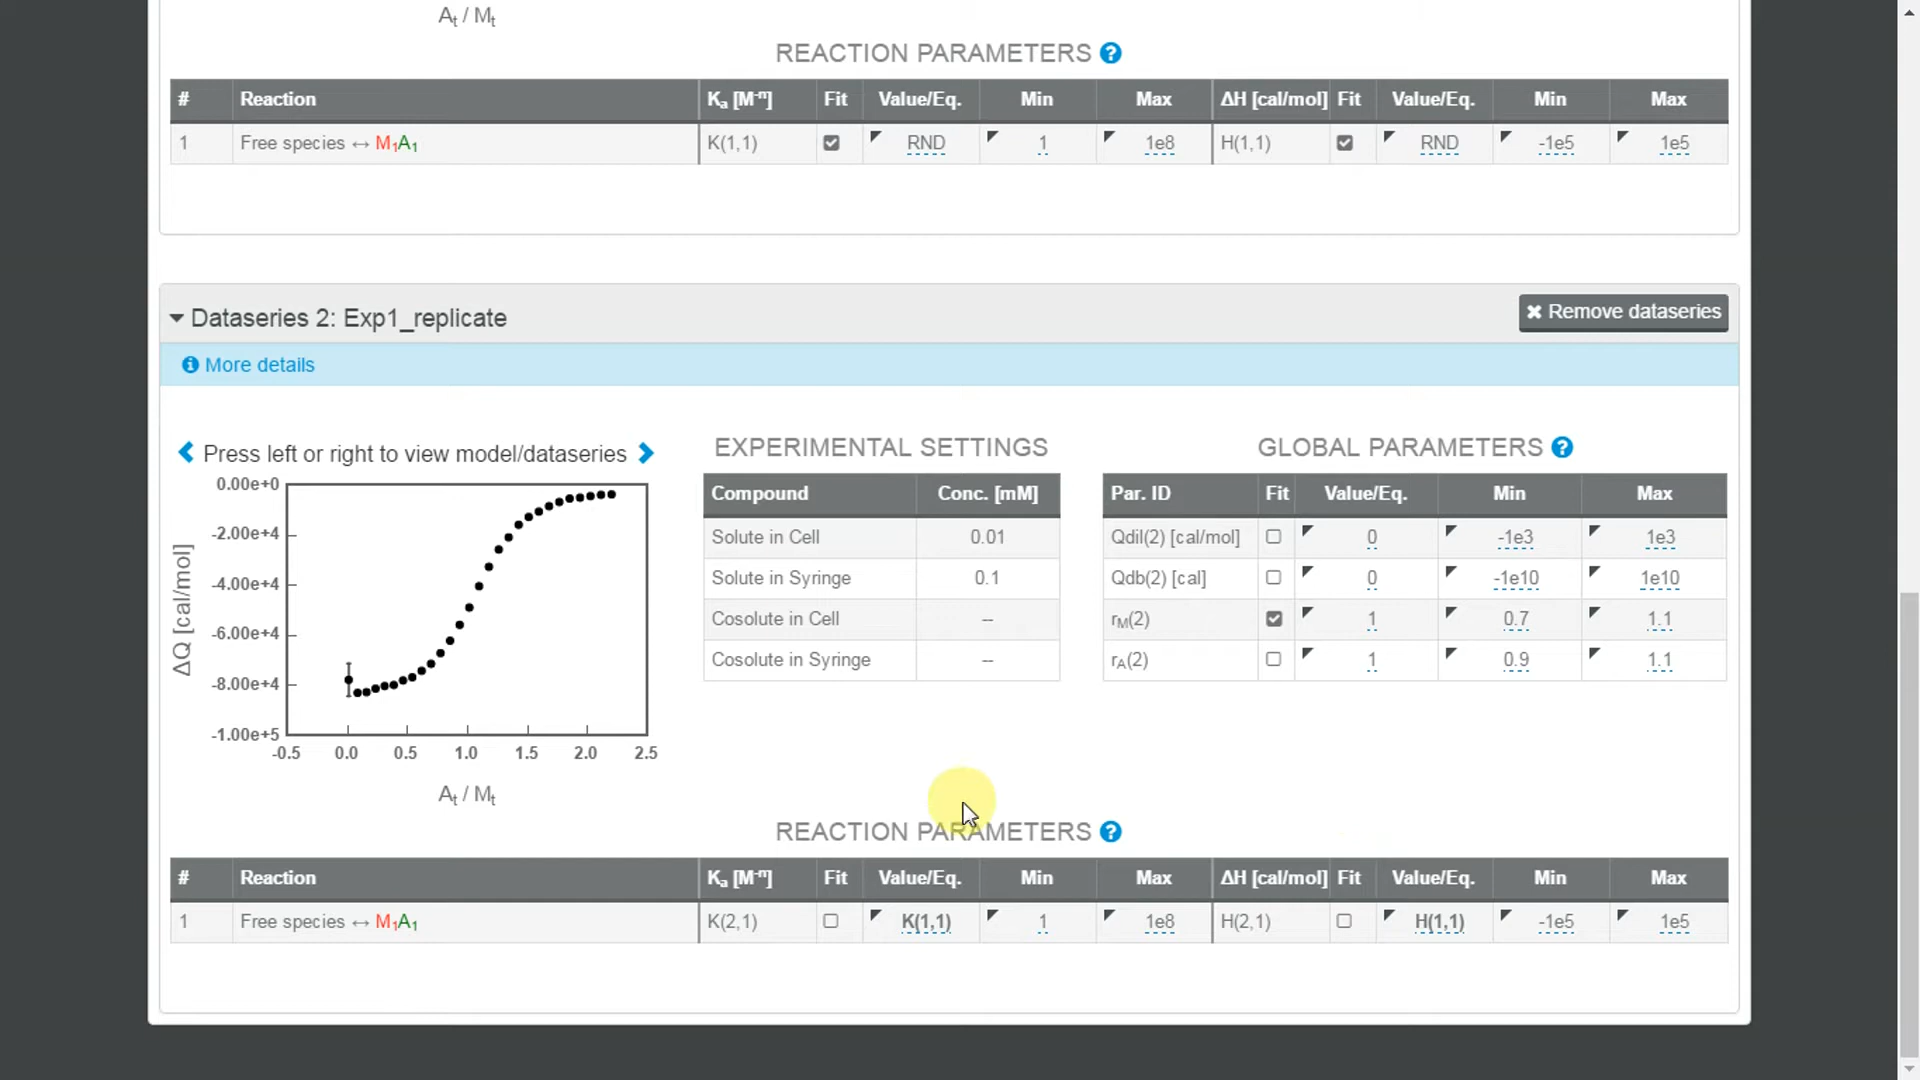 At / Mt
REACTION PARAMETERS ?
# Reaction Ka [M⁻ⁿ] Fit Value/Eq. Min Max ΔH [cal/mol] Fit Value/Eq. Min Max
1 Free species ↔ M₁A₁ K(1,1) RND 1 1e8 H(1,1) RND -1e5 1e5
Dataseries 2: Exp1_replicate
Remove dataseries
More details
Press left or right to view model/dataseries
0.00e+0
-2.00e+4
-4.00e+4
-6.00e+4
-8.00e+4
-1.00e+5
ΔQ [cal/mol]
-0.5 0.0 0.5 1.0 1.5 2.0 2.5
At / Mt
EXPERIMENTAL SETTINGS
Compound Conc. [mM]
Solute in Cell 0.01
Solute in Syringe 0.1
Cosolute in Cell --
Cosolute in Syringe --
GLOBAL PARAMETERS ?
Par. ID Fit Value/Eq. Min Max
Qdil(2) [cal/mol] 0 -1e3 1e3
Qdb(2) [cal] 0 -1e10 1e10
rM(2) 1 0.7 1.1
rA(2) 1 0.9 1.1
REACTION PARAMETERS ?
# Reaction Ka [M⁻ⁿ] Fit Value/Eq. Min Max ΔH [cal/mol] Fit Value/Eq. Min Max
1 Free species ↔ M₁A₁ K(2,1) K(1,1) 1 1e8 H(2,1) H(1,1) -1e5 1e5